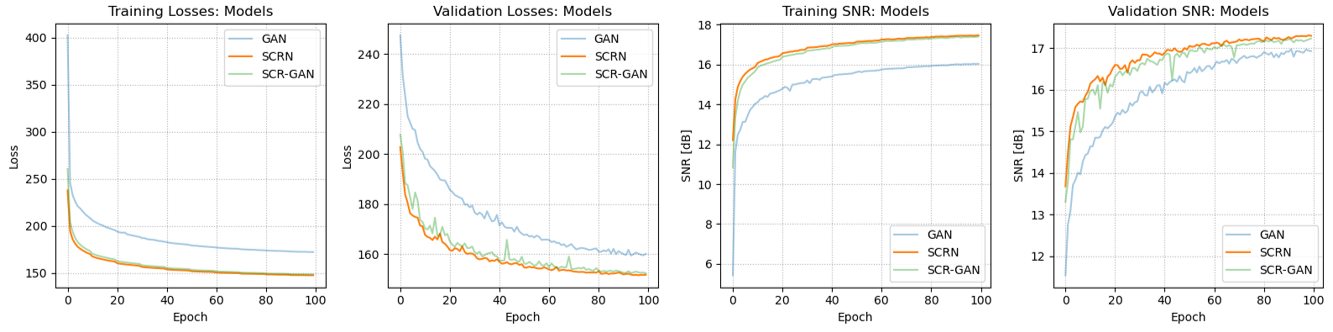 Training Losses: Models
400
350
300
250
200
150
0 20 40 60 80 100
Loss
Epoch
GAN
SCRN
SCR-GAN
Validation Losses: Models
240
220
200
180
160
0 20 40 60 80 100
Loss
Epoch
GAN
SCRN
SCR-GAN
Training SNR: Models
18
16
14
12
10
8
6
0 20 40 60 80 100
SNR [dB]
Epoch
GAN
SCRN
SCR-GAN
Validation SNR: Models
17
16
15
14
13
12
0 20 40 60 80 100
SNR [dB]
Epoch
GAN
SCRN
SCR-GAN